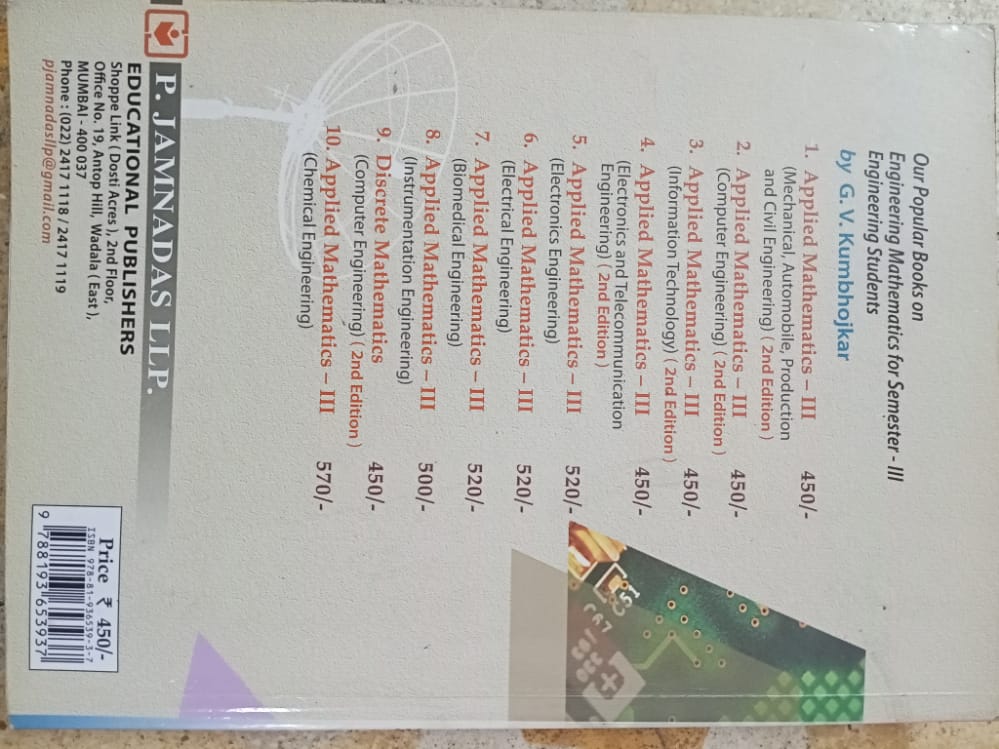 Our Popular Books on
Engineering Mathematics for Semester - III
Engineering Students
by G. V. Kumbhojkar
1. Applied Mathematics – III 450/-
(Mechanical, Automobile, Production
and Civil Engineering) ( 2nd Edition )
2. Applied Mathematics – III 450/-
(Computer Engineering) ( 2nd Edition )
3. Applied Mathematics – III 450/-
(Information Technology) ( 2nd Edition )
4. Applied Mathematics – III 450/-
(Electronics and Telecommunication
Engineering) ( 2nd Edition )
5. Applied Mathematics – III 520/-
(Electronics Engineering)
6. Applied Mathematics – III 520/-
(Electrical Engineering)
7. Applied Mathematics – III 520/-
(Biomedical Engineering)
8. Applied Mathematics – III 500/-
(Instrumentation Engineering)
9. Discrete Mathematics 450/-
(Computer Engineering) ( 2nd Edition )
10. Applied Mathematics – III 570/-
(Chemical Engineering)
P. JAMNADAS LLP.
EDUCATIONAL PUBLISHERS
Shoppe Link ( Dosti Acres ), 2nd Floor,
Office No. 19, Antop Hill, Wadala ( East ),
MUMBAI - 400 037
Phone : (022) 2417 1118 / 2417 1119
pjamnadasllp@gmail.com
Price ₹ 450/-
ISBN 978-81-936539-3-7
9 788193 653937